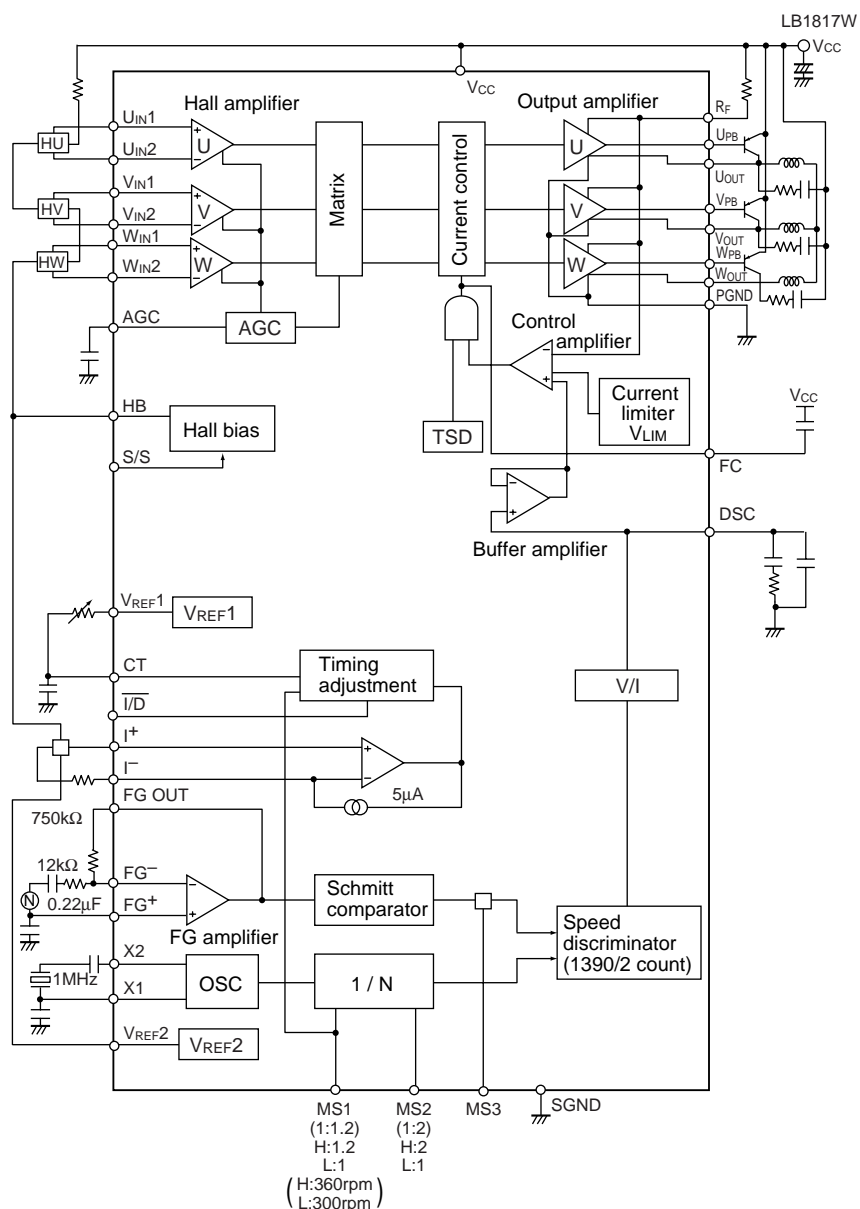 LB1817W
VCC
VCC
Hall amplifier
Output amplifier
RF
UIN1
UIN2
HU
+
−
U
U
UPB
UOUT
VIN1
VIN2
HV
+
−
V
V
VPB
VOUT
WIN1
WIN2
HW
+
−
W
W
WPB
WOUT
PGND
Matrix
Current control
AGC
AGC
Control
amplifier
−
+
+
TSD
Current
limiter
VLIM
HB
Hall bias
S/S
VCC
FC
−
+
Buffer amplifier
DSC
VREF1
VREF1
CT
Timing
adjustment
I/D
V/I
I+
I−
+
−
5µA
FG OUT
750kΩ
12kΩ
FG−
FG+
N
0.22µF
−
+
FG amplifier
Schmitt
comparator
Speed
discriminator
(1390/2 count)
X2
X1
1MHz
OSC
1 / N
VREF2
VREF2
MS1
(1:1.2)
H:1.2
L:1
(H:360rpm
L:300rpm)
MS2
(1:2)
H:2
L:1
MS3
SGND